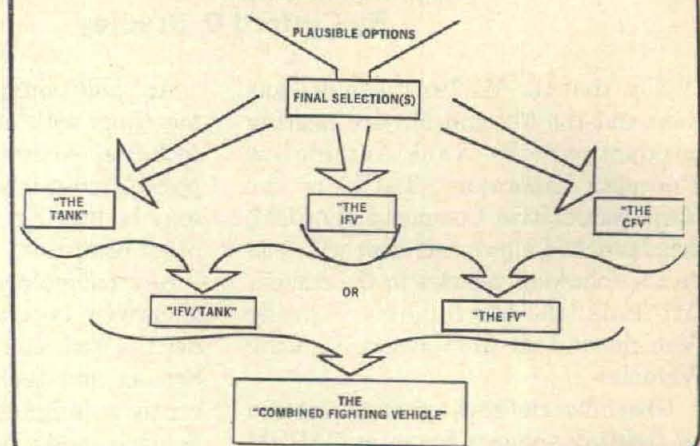 PLAUSIBLE OPTIONS
FINAL SELECTION(S)
"THE
TANK"
"THE
IFV"
"THE
CFV"
OR
"IFV/TANK"
"THE FV"
THE
"COMBINED FIGHTING VEHICLE"